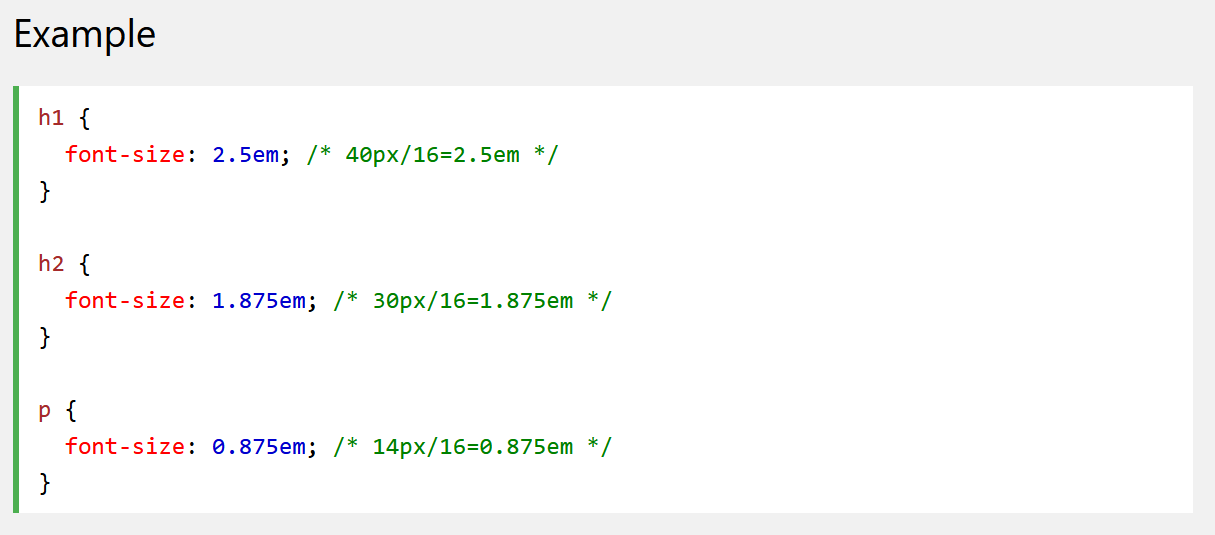 Example
h1 {
  font-size: 2.5em; /* 40px/16=2.5em */
}
h2 {
  font-size: 1.875em; /* 30px/16=1.875em */
}
p {
  font-size: 0.875em; /* 14px/16=0.875em */
}